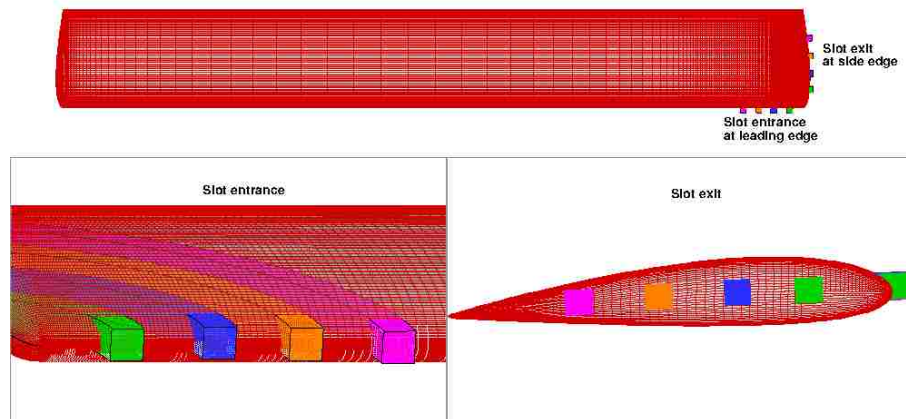 Slot exit
at side edge
Slot entrance
at leading edge
Slot entrance
Slot exit